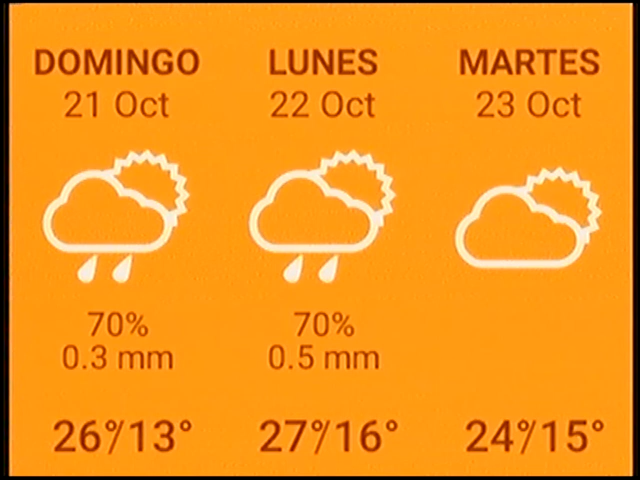 DOMINGO LUNES MARTES
21 Oct 22 Oct 23 Oct
70% 70%
0.3 mm 0.5 mm
26°/13° 27°/16° 24°/15°